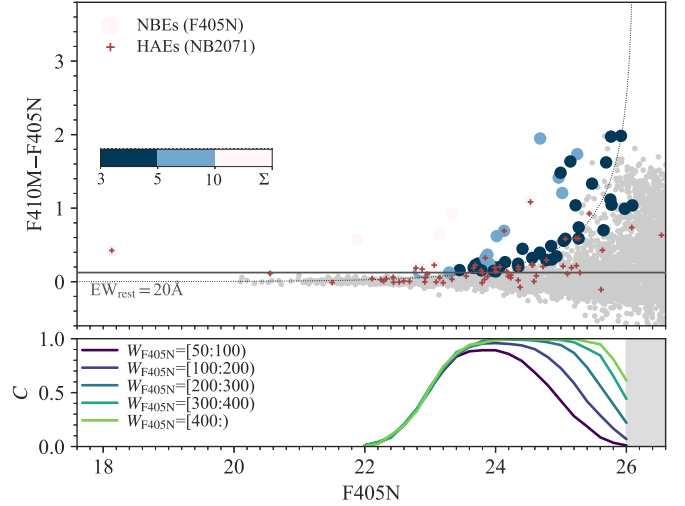 NBEs (F405N)
HAEs (NB2071)
3
2
1
0
F410M−F405N
3 5 10 Σ
EW_rest = 20Å
1.0
0.5
0.0
C
W_F405N=[50:100)
W_F405N=[100:200)
W_F405N=[200:300)
W_F405N=[300:400)
W_F405N=[400:)
18 20 22 24 26
F405N